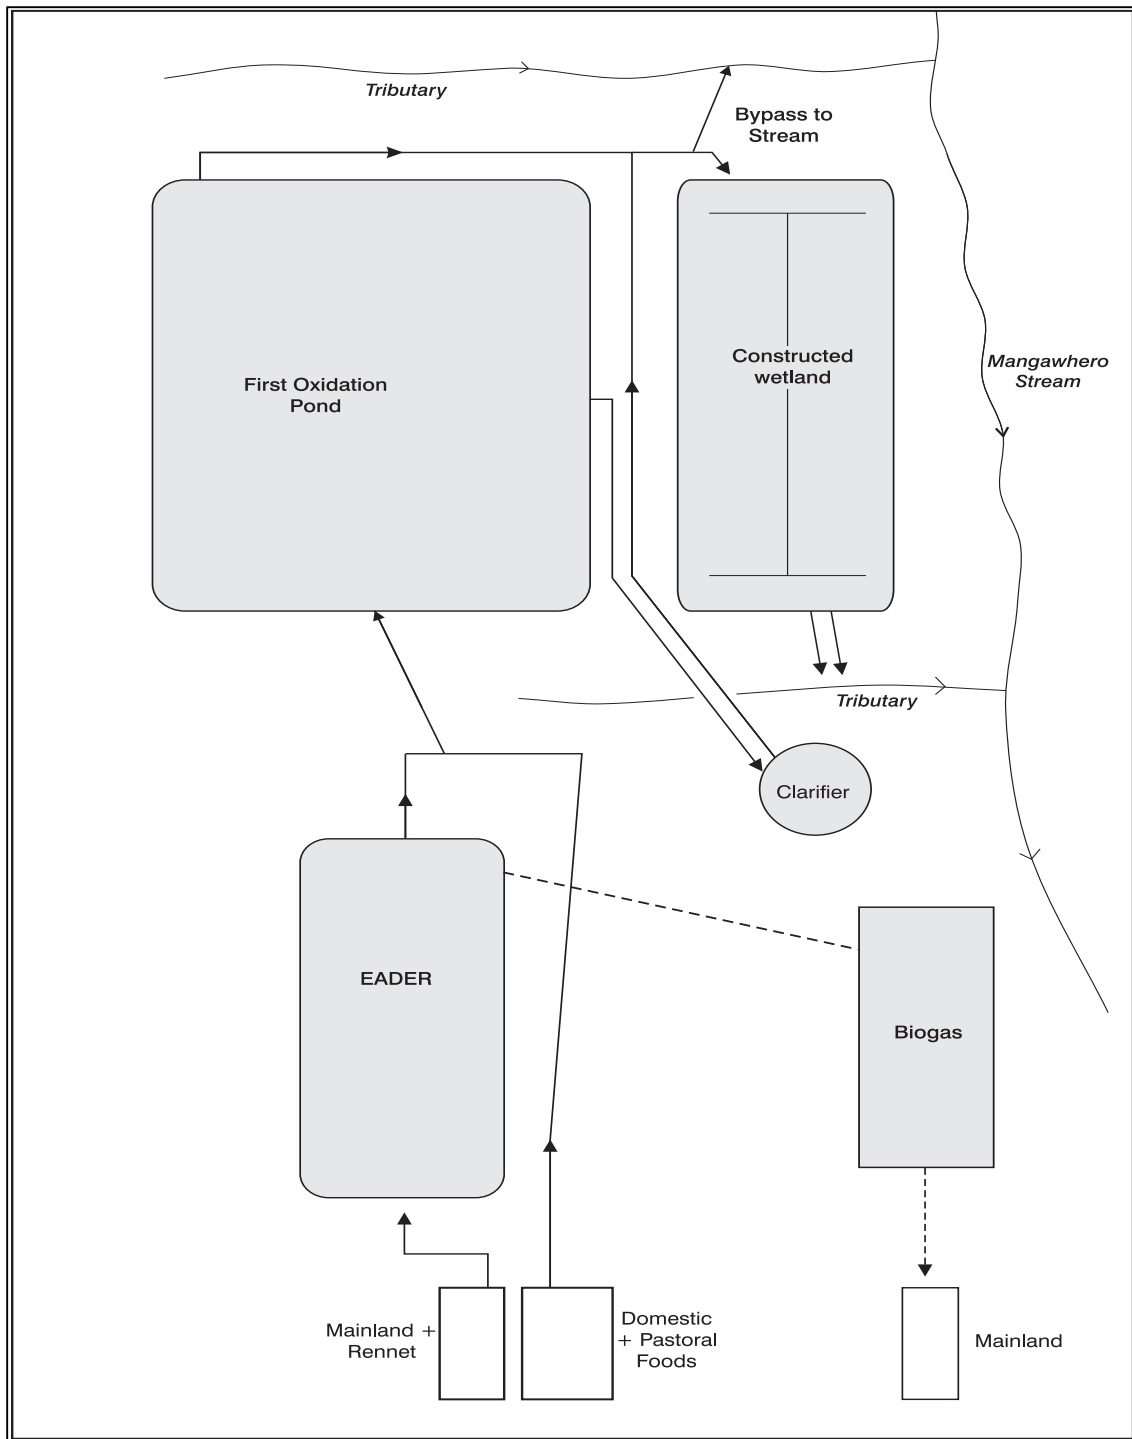 Tributary
Bypass to
Stream
First Oxidation
Pond
Constructed
wetland
Mangawhero
Stream
Tributary
Clarifier
EADER
Biogas
Mainland +
Rennet
Domestic
+ Pastoral
Foods
Mainland